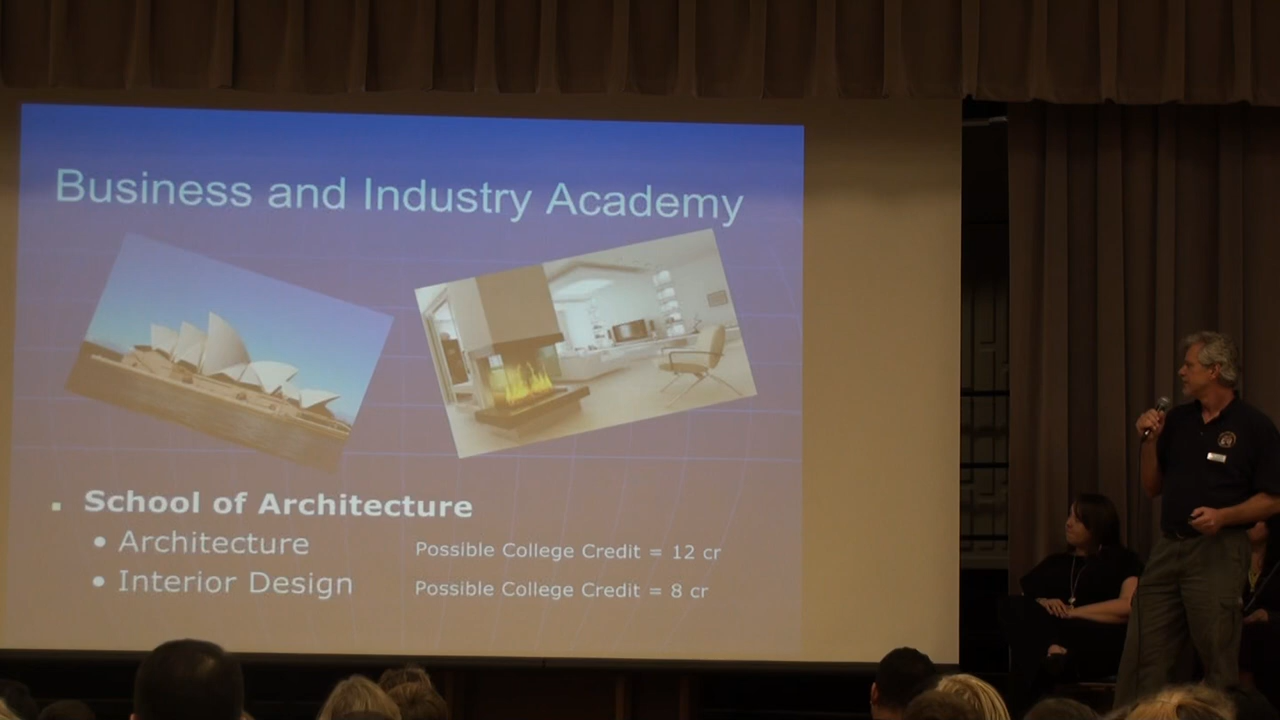 Business and Industry Academy
School of Architecture
Architecture Possible College Credit = 12 cr
Interior Design Possible College Credit = 8 cr